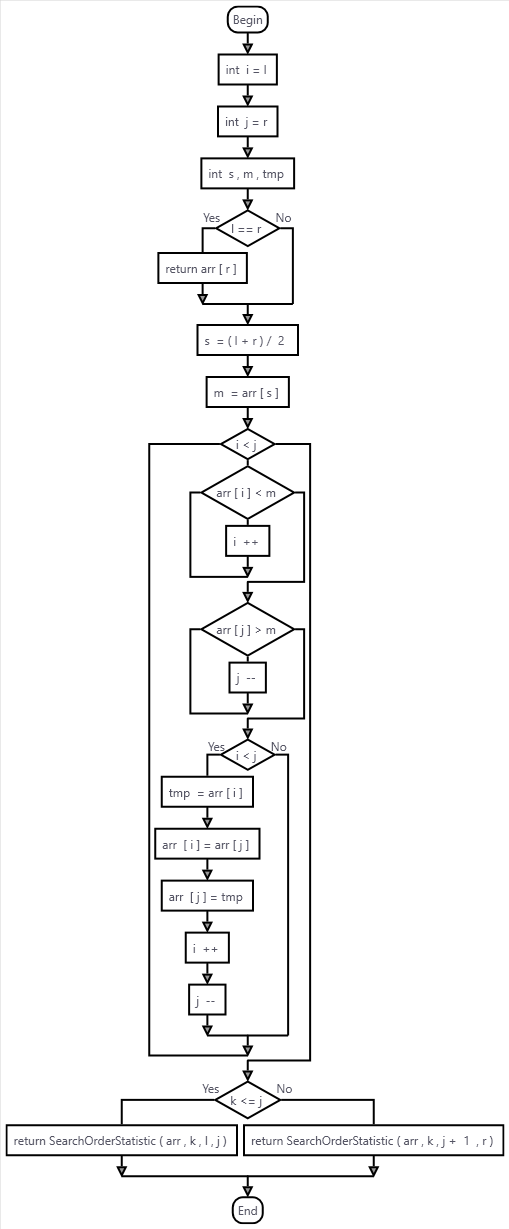 Begin
int i = l
int j = r
int s , m , tmp
Yes
No
l == r
return arr [ r ]
s = ( l + r ) / 2
m = arr [ s ]
i < j
arr [ i ] < m
i ++
arr [ j ] > m
j --
Yes
No
i < j
tmp = arr [ i ]
arr [ i ] = arr [ j ]
arr [ j ] = tmp
i ++
j --
Yes
No
k <= j
return SearchOrderStatistic ( arr , k , l , j )
return SearchOrderStatistic ( arr , k , j + 1 , r )
End